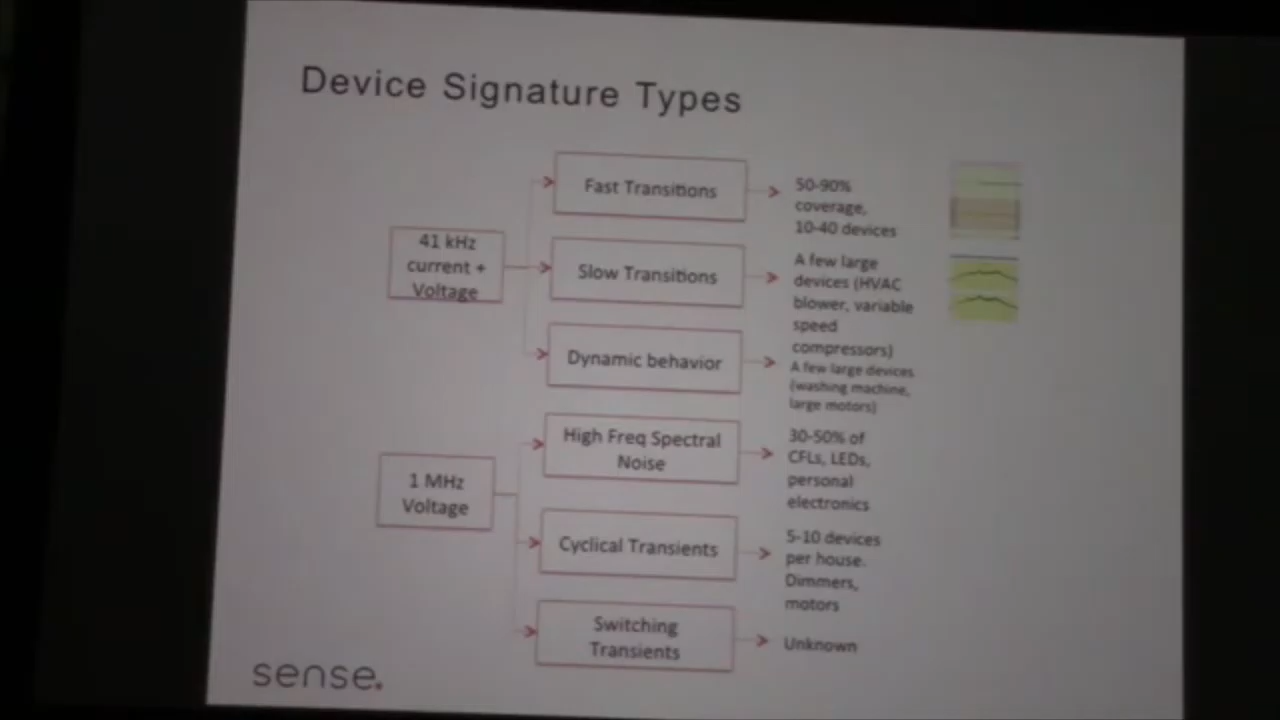 Device Signature Types
41 kHz
current +
Voltage
Fast Transitions
50-90%
coverage,
10-40 devices
Slow Transitions
A few large
devices (HVAC
blower, variable
speed
compressors)
Dynamic behavior
A few large devices
(washing machine,
large motors)
1 MHz
Voltage
High Freq Spectral
Noise
30-50% of
CFLs, LEDs,
personal
electronics
Cyclical Transients
5-10 devices
per house.
Dimmers,
motors
Switching
Transients
Unknown
sense.